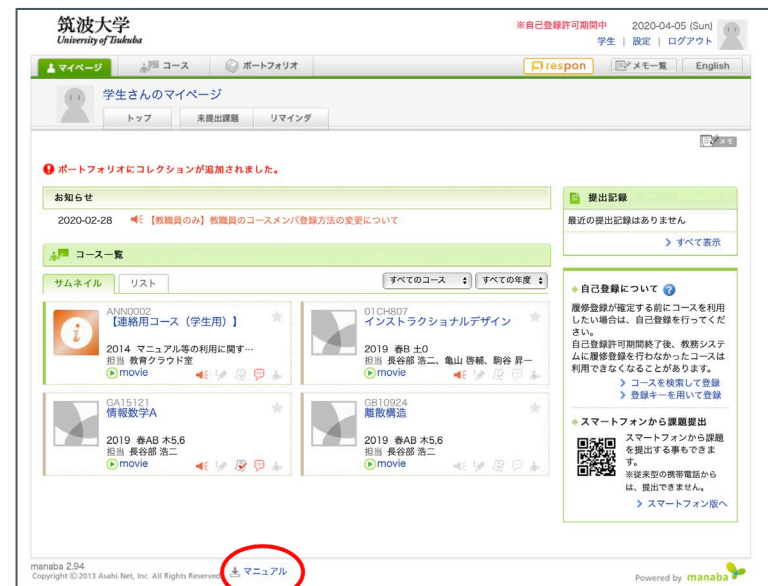 筑波大学
University of Tsukuba
※自己登録許可期間中 2020-04-05 (Sun)
学生 | 設定 | ログアウト
マイページ コース ポートフォリオ respon メモ一覧 English
学生さんのマイページ
トップ 未提出課題 リマインダ
メモ
ポートフォリオにコレクションが追加されました。
お知らせ
2020-02-28 【教職員のみ】教職員のコースメンバ登録方法の変更について
コース一覧
サムネイル リスト すべてのコース すべての年度
ANN0002
【連絡用コース（学生用）】
2014 マニュアル等の利用に関す…
担当 教育クラウド室
movie
01CH807
インストラクショナルデザイン
2019 春B 土0
担当 長谷部 浩二、亀山 啓輔、駒谷 昇一
movie
GA15121
情報数学A
2019 春AB 木5,6
担当 長谷部 浩二
movie
GB10924
離散構造
2019 春AB 木5,6
担当 長谷部 浩二
movie
提出記録
最近の提出記録はありません
すべて表示
自己登録について ?
履修登録が確定する前にコースを利用
したい場合は、自己登録を行ってくだ
さい。
自己登録許可期間終了後、教務システ
ムに履修登録を行わなかったコースは
利用できなくなることがあります。
コースを検索して登録
登録キーを用いて登録
スマートフォンから課題提出
スマートフォンから課題
を提出する事もできま
す。
※従来型の携帯電話から
は、提出できません。
スマートフォン版へ
manaba 2.94
Copyright © 2013 Asahi Net, Inc. All Rights Reserved.
マニュアル
Powered by manaba